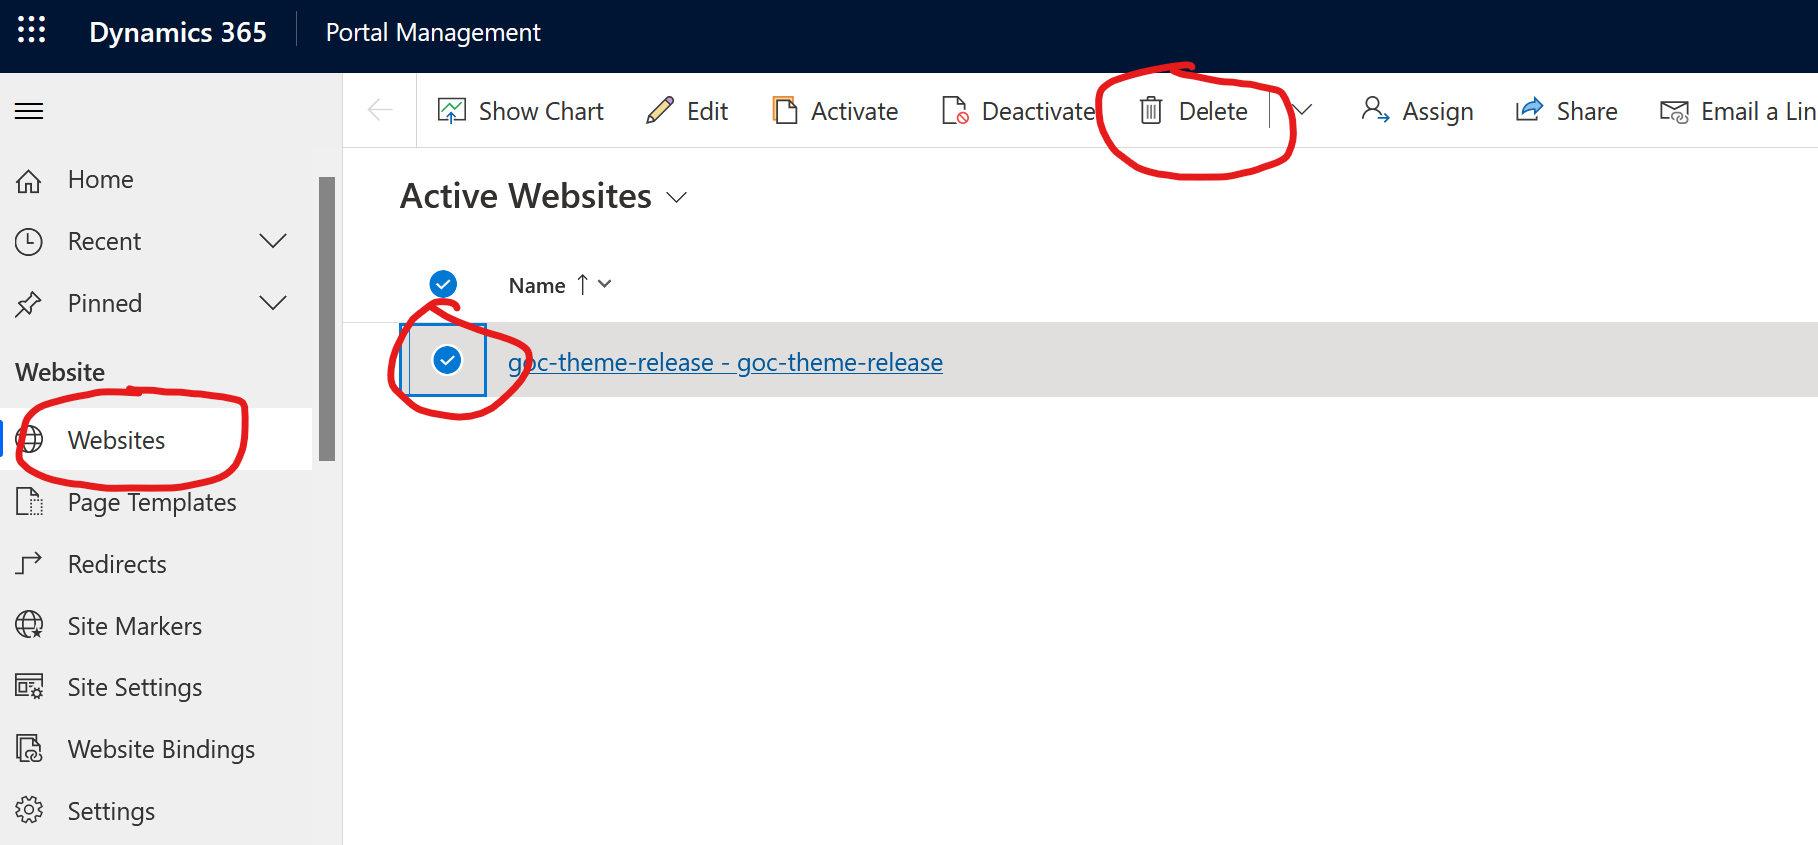 Dynamics 365 Portal Management
Show Chart Edit Activate Deactivate Delete Assign Share Email a Lin
Home
Recent
Pinned
Website
Websites
Page Templates
Redirects
Site Markers
Site Settings
Website Bindings
Settings
Active Websites
Name
goc-theme-release - goc-theme-release